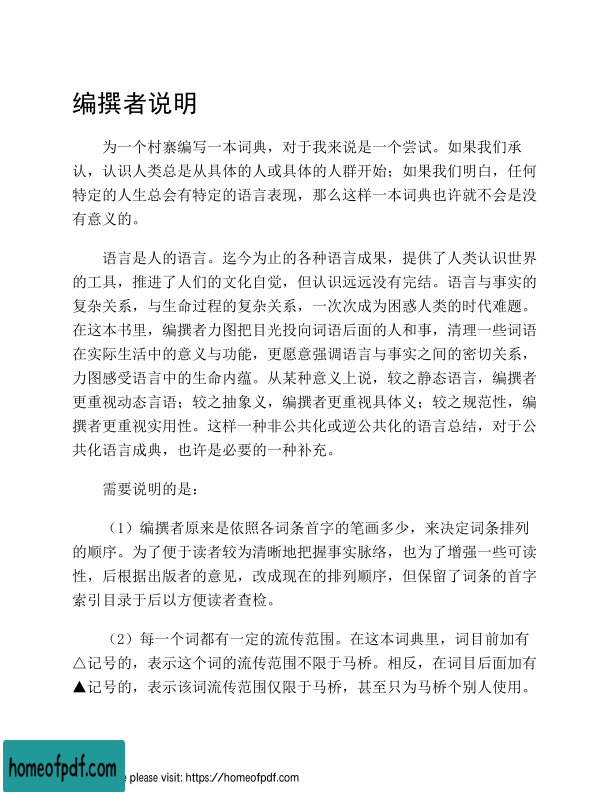 编撰者说明
为一个村寨编写一本词典，对于我来说是一个尝试。如果我们承
认，认识人类总是从具体的人或具体的人群开始；如果我们明白，任何
特定的人生总会有特定的语言表现，那么这样一本词典也许就不会是没
有意义的。
语言是人的语言。迄今为止的各种语言成果，提供了人类认识世界
的工具，推进了人们的文化自觉，但认识远远没有完结。语言与事实的
复杂关系，与生命过程的复杂关系，一次次成为困惑人类的时代难题。
在这本书里，编撰者力图把目光投向词语后面的人和事，清理一些词语
在实际生活中的意义与功能，更愿意强调语言与事实之间的密切关系，
力图感受语言中的生命内蕴。从某种意义上说，较之静态语言，编撰者
更重视动态言语；较之抽象义，编撰者更重视具体义；较之规范性，编
撰者更重视实用性。这样一种非公共化或逆公共化的语言总结，对于公
共化语言成典，也许是必要的一种补充。
需要说明的是：
（1）编撰者原来是依照各词条首字的笔画多少，来决定词条排列
的顺序。为了便于读者较为清晰地把握事实脉络，也为了增强一些可读
性，后根据出版者的意见，改成现在的排列顺序，但保留了词条的首字
索引目录于后以方便读者查检。
（2）每一个词都有一定的流传范围。在这本词典里，词目前加有
△记号的，表示这个词的流传范围不限于马桥。相反，在词目后面加有
▲记号的，表示该词流传范围仅限于马桥，甚至只为马桥个别人使用。
homeofpdf.com
e please visit: https://homeofpdf.com